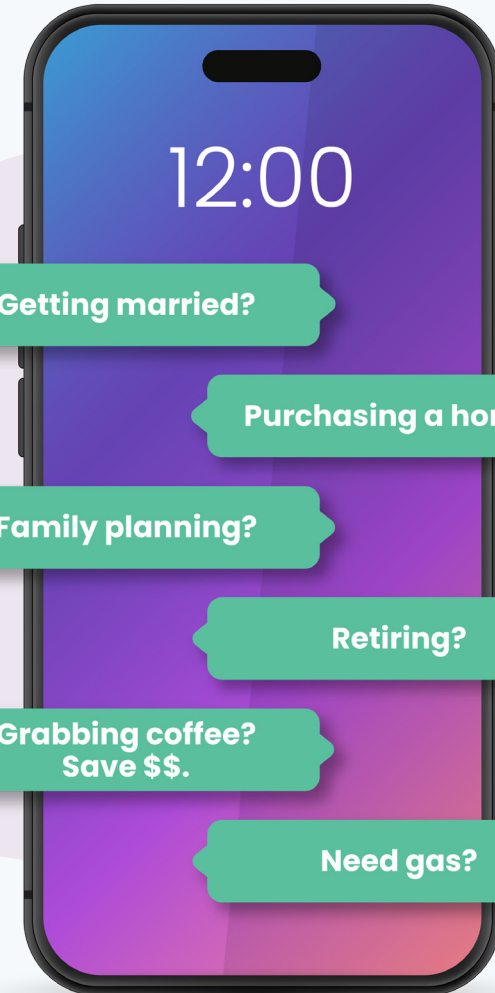 12:00
Getting married?
Purchasing a
Family planning?
Retiring?
Grabbing coffee?
Save $$.
Need gas?